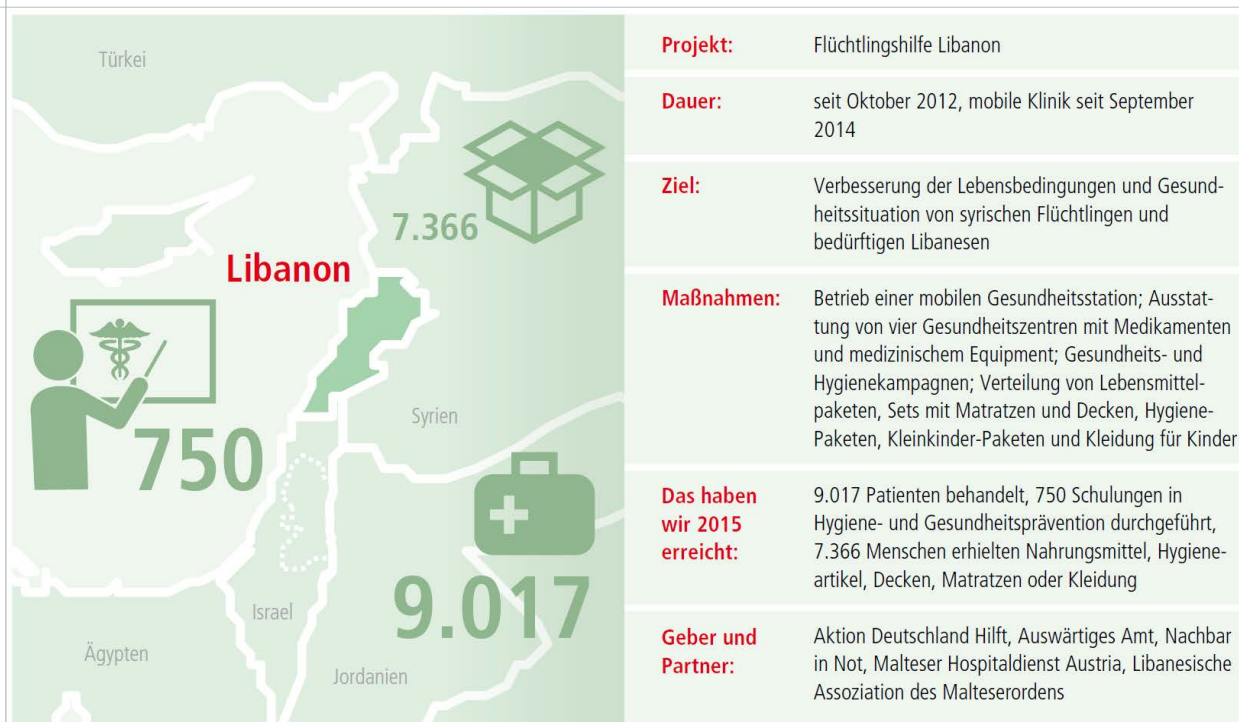 Türkei
7.366
Libanon
750
Syrien
9.017
Israel
Ägypten
Jordanien
Projekt: Flüchtlingshilfe Libanon
Dauer: seit Oktober 2012, mobile Klinik seit September
2014
Ziel: Verbesserung der Lebensbedingungen und Gesund-
heitssituation von syrischen Flüchtlingen und
bedürftigen Libanesen
Maßnahmen: Betrieb einer mobilen Gesundheitsstation; Ausstat-
tung von vier Gesundheitszentren mit Medikamenten
und medizinischem Equipment; Gesundheits- und
Hygienekampagnen; Verteilung von Lebensmittel-
paketen, Sets mit Matratzen und Decken, Hygiene-
Paketen, Kleinkinder-Paketen und Kleidung für Kinder
Das haben
wir 2015
erreicht:
9.017 Patienten behandelt, 750 Schulungen in
Hygiene- und Gesundheitsprävention durchgeführt,
7.366 Menschen erhielten Nahrungsmittel, Hygiene-
artikel, Decken, Matratzen oder Kleidung
Geber und
Partner:
Aktion Deutschland Hilft, Auswärtiges Amt, Nachbar
in Not, Malteser Hospitaldienst Austria, Libanesische
Assoziation des Malteserordens